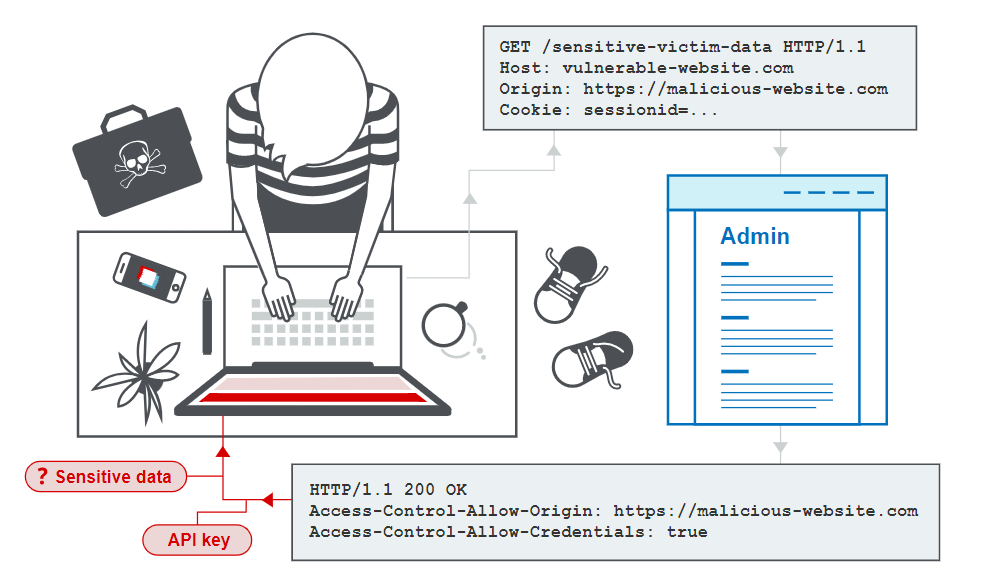 GET /sensitive-victim-data HTTP/1.1
Host: vulnerable-website.com
Origin: https://malicious-website.com
Cookie: sessionid=...
Admin
? Sensitive data
API key
HTTP/1.1 200 OK
Access-Control-Allow-Origin: https://malicious-website.com
Access-Control-Allow-Credentials: true